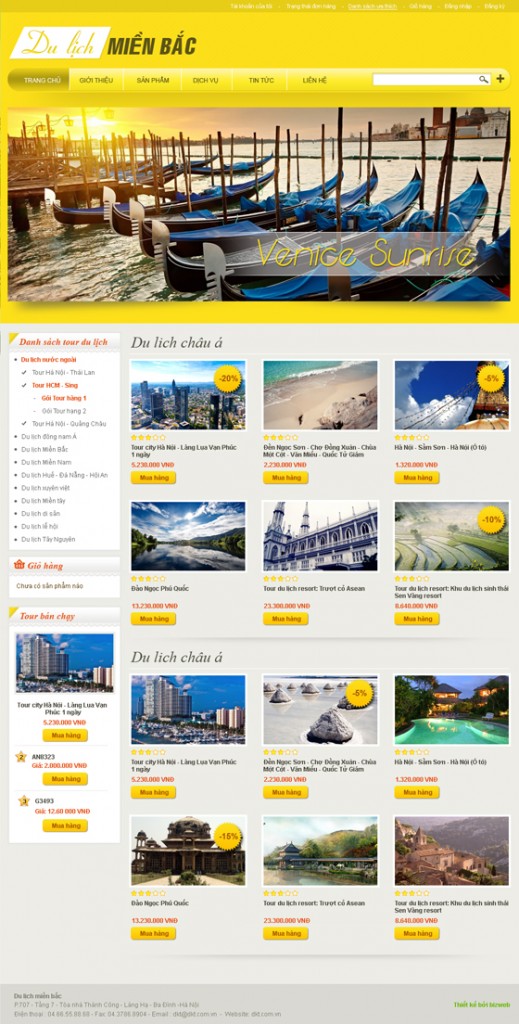 Tài khoản của tôi - Trạng thái đơn hàng - Danh sách ưa thích - Giỏ hàng - Đăng nhập - Đăng ký
Du lịch MIỀN BẮC
TRANG CHỦ GIỚI THIỆU SẢN PHẨM DỊCH VỤ TIN TỨC LIÊN HỆ
Venice Sunrise
Danh sách tour du lịch
Du lịch nước ngoài
Tour Hà Nội - Thái Lan
Tour HCM - Sing
Gói Tour hàng 1
Gói Tour hạng 2
Tour Hà Nội - Quảng Châu
Du lịch đông nam Á
Du lịch Miền Bắc
Du lịch Miền Nam
Du lịch Huế - Đà Nẵng - Hội An
Du lịch xuyên việt
Du lịch Miền tây
Du lịch di sản
Du lịch lễ hội
Du lịch Tây Nguyên
Giỏ hàng
Chưa có sản phẩm nào
Tour bán chạy
Tour city Hà Nội - Làng Lụa Vạn
Phúc 1 ngày
5.230.000 VNĐ
Mua hàng
2 AN8323
Giá: 2.000.000 VNĐ
Mua hàng
3 G3493
Giá: 12.60.000 VNĐ
Mua hàng
Du lich châu á
-20%
-5%
Tour city Hà Nội - Làng Lụa Vạn Phúc
1 ngày
5.230.000 VNĐ
Mua hàng
Đền Ngọc Sơn - Chợ Đồng Xuân - Chùa
Một Cột - Văn Miếu - Quốc Tử Giám
2.230.000 VNĐ
Mua hàng
Hà Nội - Sầm Sơn - Hà Nội (Ô tô)
1.320.000 VNĐ
Mua hàng
-10%
Đảo Ngọc Phú Quốc
13.230.000 VNĐ
Mua hàng
Tour du lịch resort: Trượt cỏ Asean
23.300.000 VNĐ
Mua hàng
Tour du lịch resort: Khu du lịch sinh thái
Sen Vàng resort
8.640.000 VNĐ
Mua hàng
Du lich châu á
-5%
Tour city Hà Nội - Làng Lụa Vạn Phúc
1 ngày
5.230.000 VNĐ
Mua hàng
Đền Ngọc Sơn - Chợ Đồng Xuân - Chùa
Một Cột - Văn Miếu - Quốc Tử Giám
2.230.000 VNĐ
Mua hàng
Hà Nội - Sầm Sơn - Hà Nội (Ô tô)
1.320.000 VNĐ
Mua hàng
-15%
Đảo Ngọc Phú Quốc
13.230.000 VNĐ
Mua hàng
Tour du lịch resort: Trượt cỏ Asean
23.300.000 VNĐ
Mua hàng
Tour du lịch resort: Khu du lịch sinh thái
Sen Vàng resort
8.640.000 VNĐ
Mua hàng
Du lịch miền bắc
P.707 - Tầng 7 - Tòa nhà Thành Công - Láng Hạ - Ba Đình - Hà Nội
Điện thoại: 04.66.55.88.68 - Fax 04.3786.8904 - Email: dkt@dkt.com.vn - Website: dkt.com.vn
Thiết kế bởi bizweb